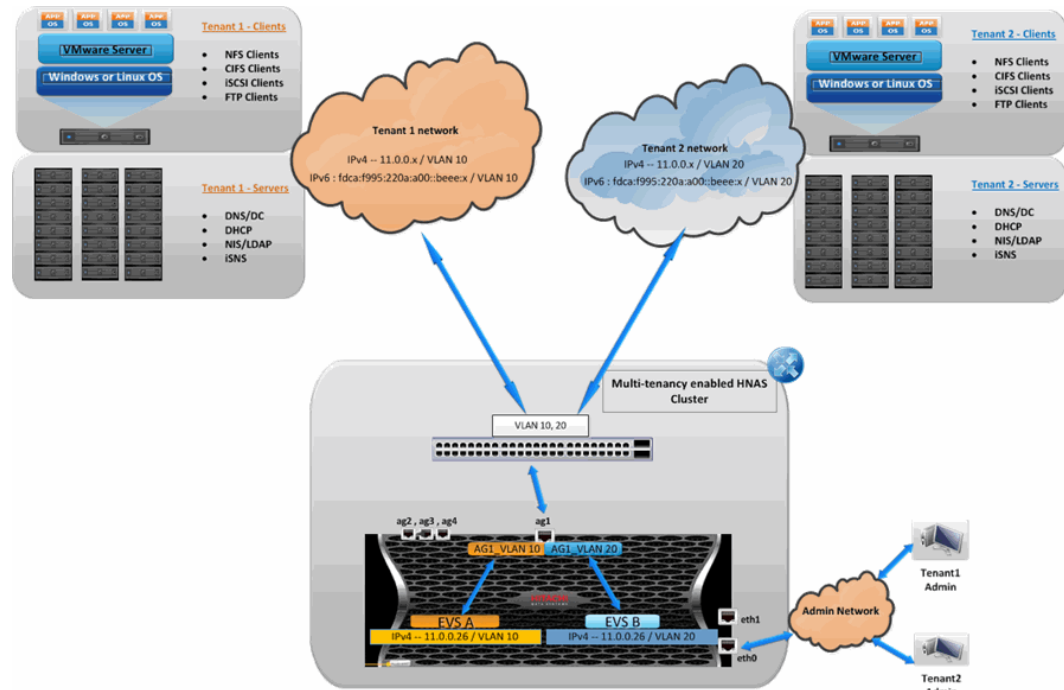 APP OS APP OS APP OS APP OS
VMware Server
Windows or Linux OS
Tenant 1 - Clients
NFS Clients
CIFS Clients
iSCSI Clients
FTP Clients
Tenant 1 - Servers
DNS/DC
DHCP
NIS/LDAP
iSNS
Tenant 1 network
IPv4 -- 11.0.0.x / VLAN 10
IPv6 : fdca:f995:220a:a00::beee:x / VLAN 10
Tenant 2 network
IPv4 -- 11.0.0.x / VLAN 20
IPv6 : fdca:f995:220a:a00::beee:x / VLAN 20
APP OS APP OS APP OS APP OS
VMware Server
Windows or Linux OS
Tenant 2 - Clients
NFS Clients
CIFS Clients
iSCSI Clients
FTP Clients
Tenant 2 - Servers
DNS/DC
DHCP
NIS/LDAP
iSNS
Multi-tenancy enabled HNAS
Cluster
VLAN 10, 20
ag2 , ag3 , ag4
ag1
AG1_VLAN 10
AG1_VLAN 20
EVS A
IPv4 -- 11.0.0.26 / VLAN 10
EVS B
IPv4 -- 11.0.0.26 / VLAN 20
eth1
eth0
Admin Network
Tenant1
Admin
Tenant2